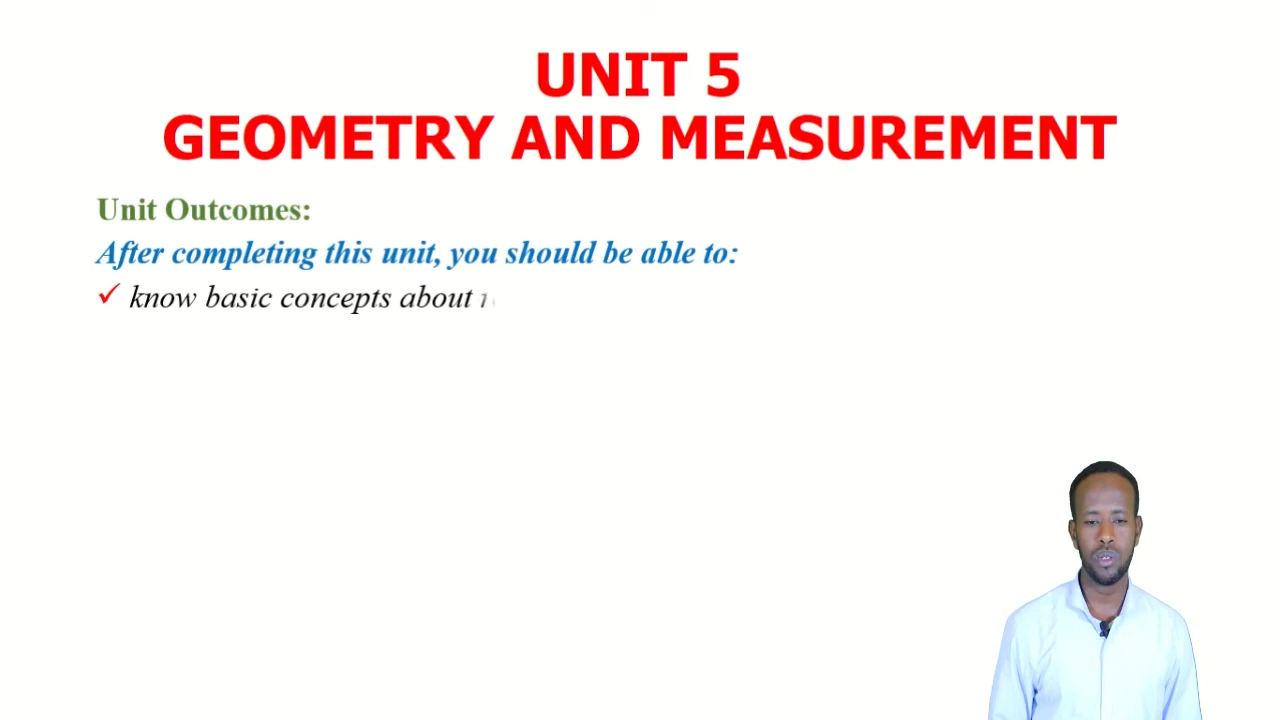 UNIT 5
GEOMETRY AND MEASUREMENT
Unit Outcomes:
After completing this unit, you should be able to:
✓ know basic concepts about